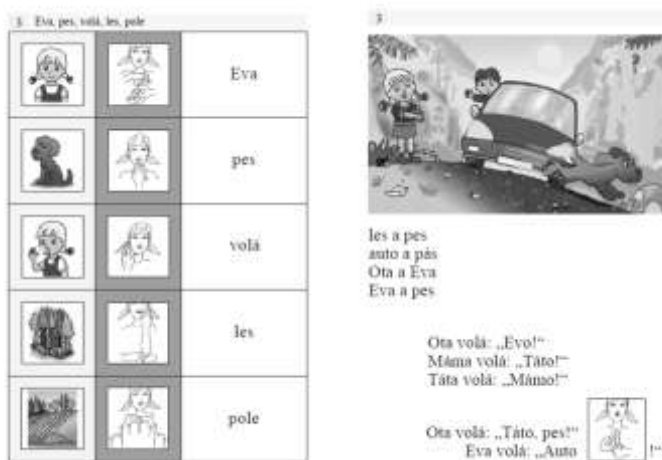 3 Eva, pes, volá, les, pole
Eva
pes
volá
les
pole
3
les a pes
auto a pás
Ota a Eva
Eva a pes
Ota volá: „Evo!“
Máma volá: „Táto!“
Táta volá: „Mámo!“
Ota volá: „Táto, pes!“
Eva volá: „Auto !“